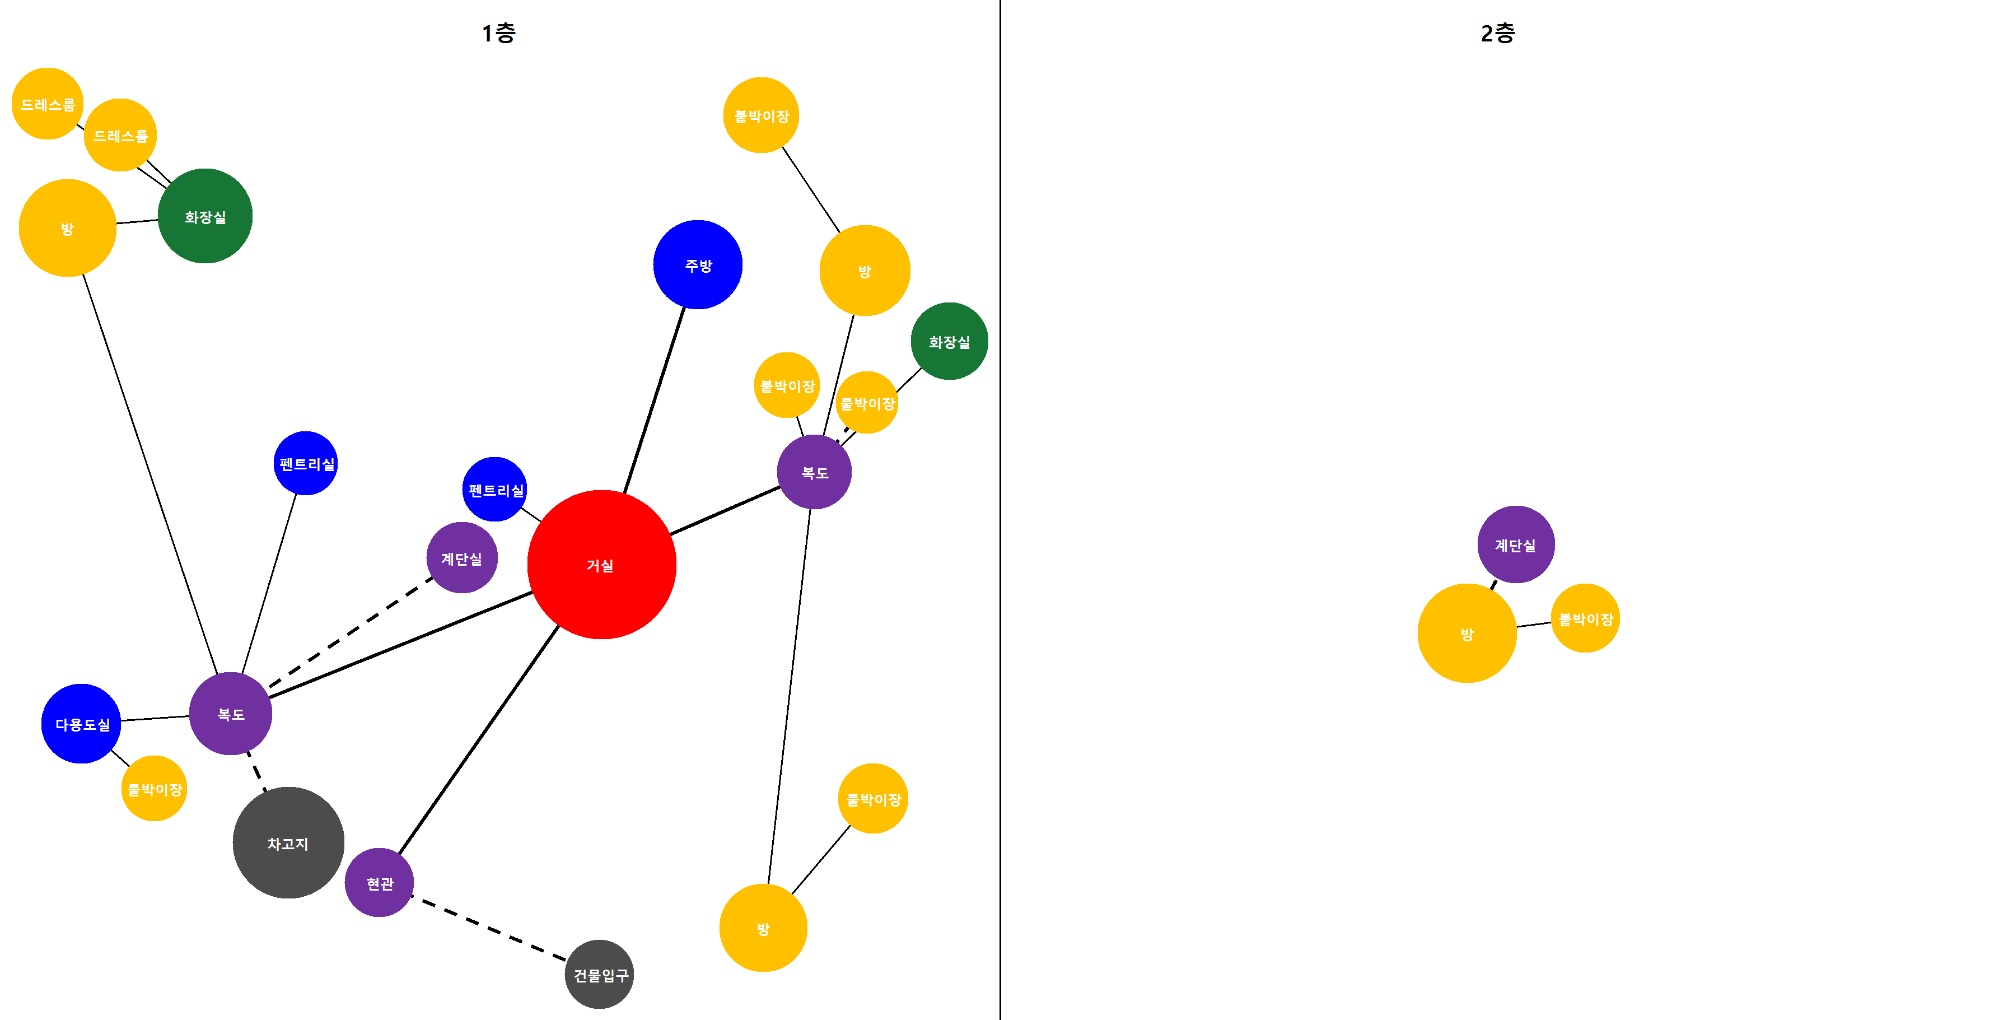 1층
2층
드레스룸
드레스룸
붙박이장
방
화장실
주방
방
화장실
붙박이장
붙박이장
펜트리실
펜트리실
복도
계단실
거실
계단실
붙박이장
방
복도
다용도실
붙박이장
붙박이장
차고지
현관
방
건물입구